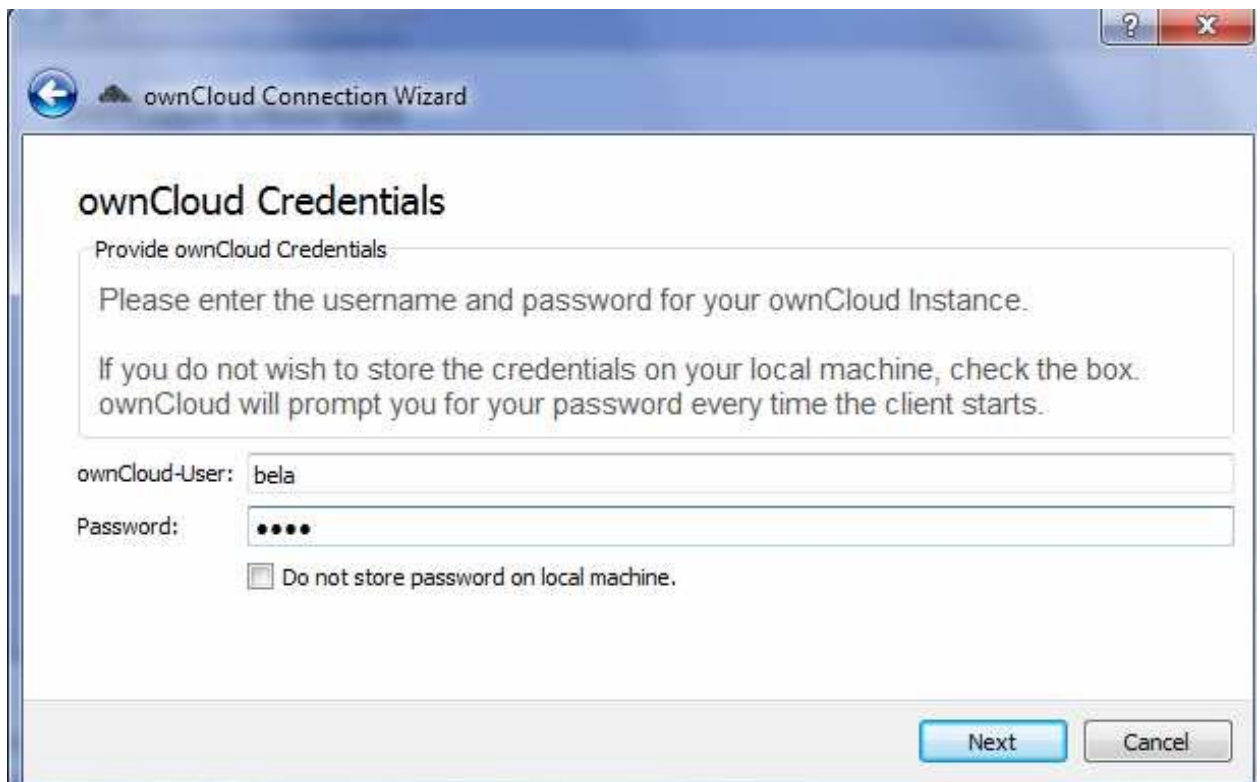 ownCloud Connection Wizard
ownCloud Credentials
Provide ownCloud Credentials
Please enter the username and password for your ownCloud Instance.
If you do not wish to store the credentials on your local machine, check the box.
ownCloud will prompt you for your password every time the client starts.
ownCloud-User: bela
Password: ••••
Do not store password on local machine.
Next Cancel